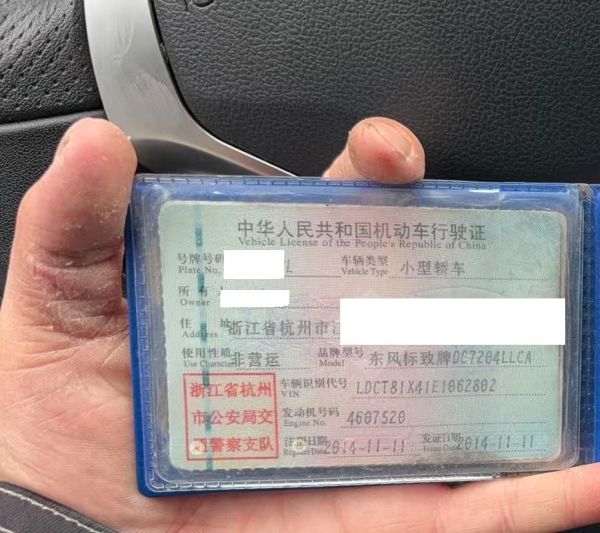 中华人民共和国机动车行驶证
Vehicle License of the People's Republic of China
号牌号码 L 车辆类型 小型轿车
Plate No. Vehicle Type
所有
Owner
住址 浙江省杭州市
Address
使用性质 非营运 品牌型号 东风标致牌DC7204LLCA
Use Character Model
浙江省杭州 车辆识别代号 LDCT81X41E1062802
VIN
市公安局交 发动机号码 4607520
Engine No.
通警察支队 注册日期 2014-11-11 发证日期 2014-11-11
Register Date Issue Date